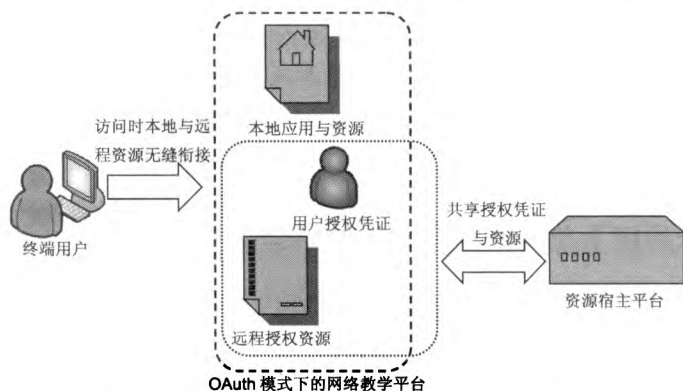 访问时本地与远
程资源无缝衔接
终端用户
本地应用与资源
用户授权凭证
远程授权资源
共享授权凭证
与资源
资源宿主平台
OAuth 模式下的网络教学平台